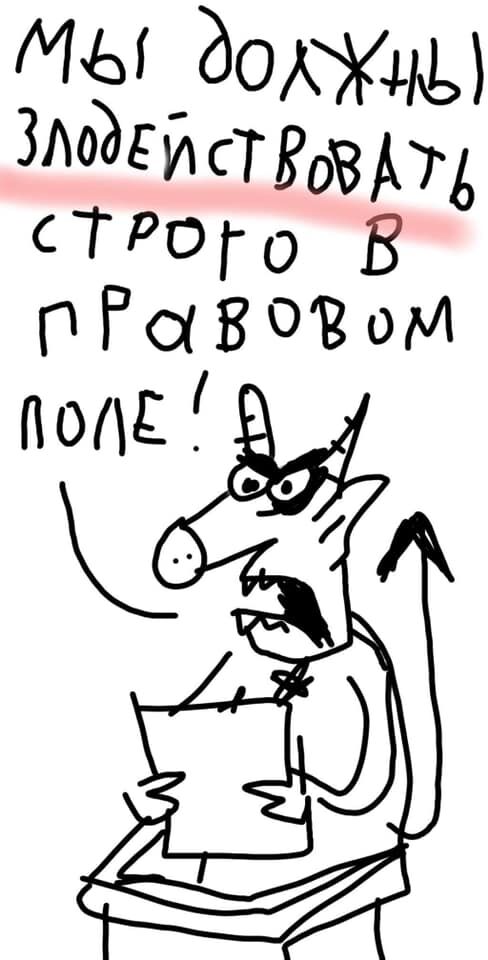 Мы должны
злодействовать
строго в
правовом
поле!